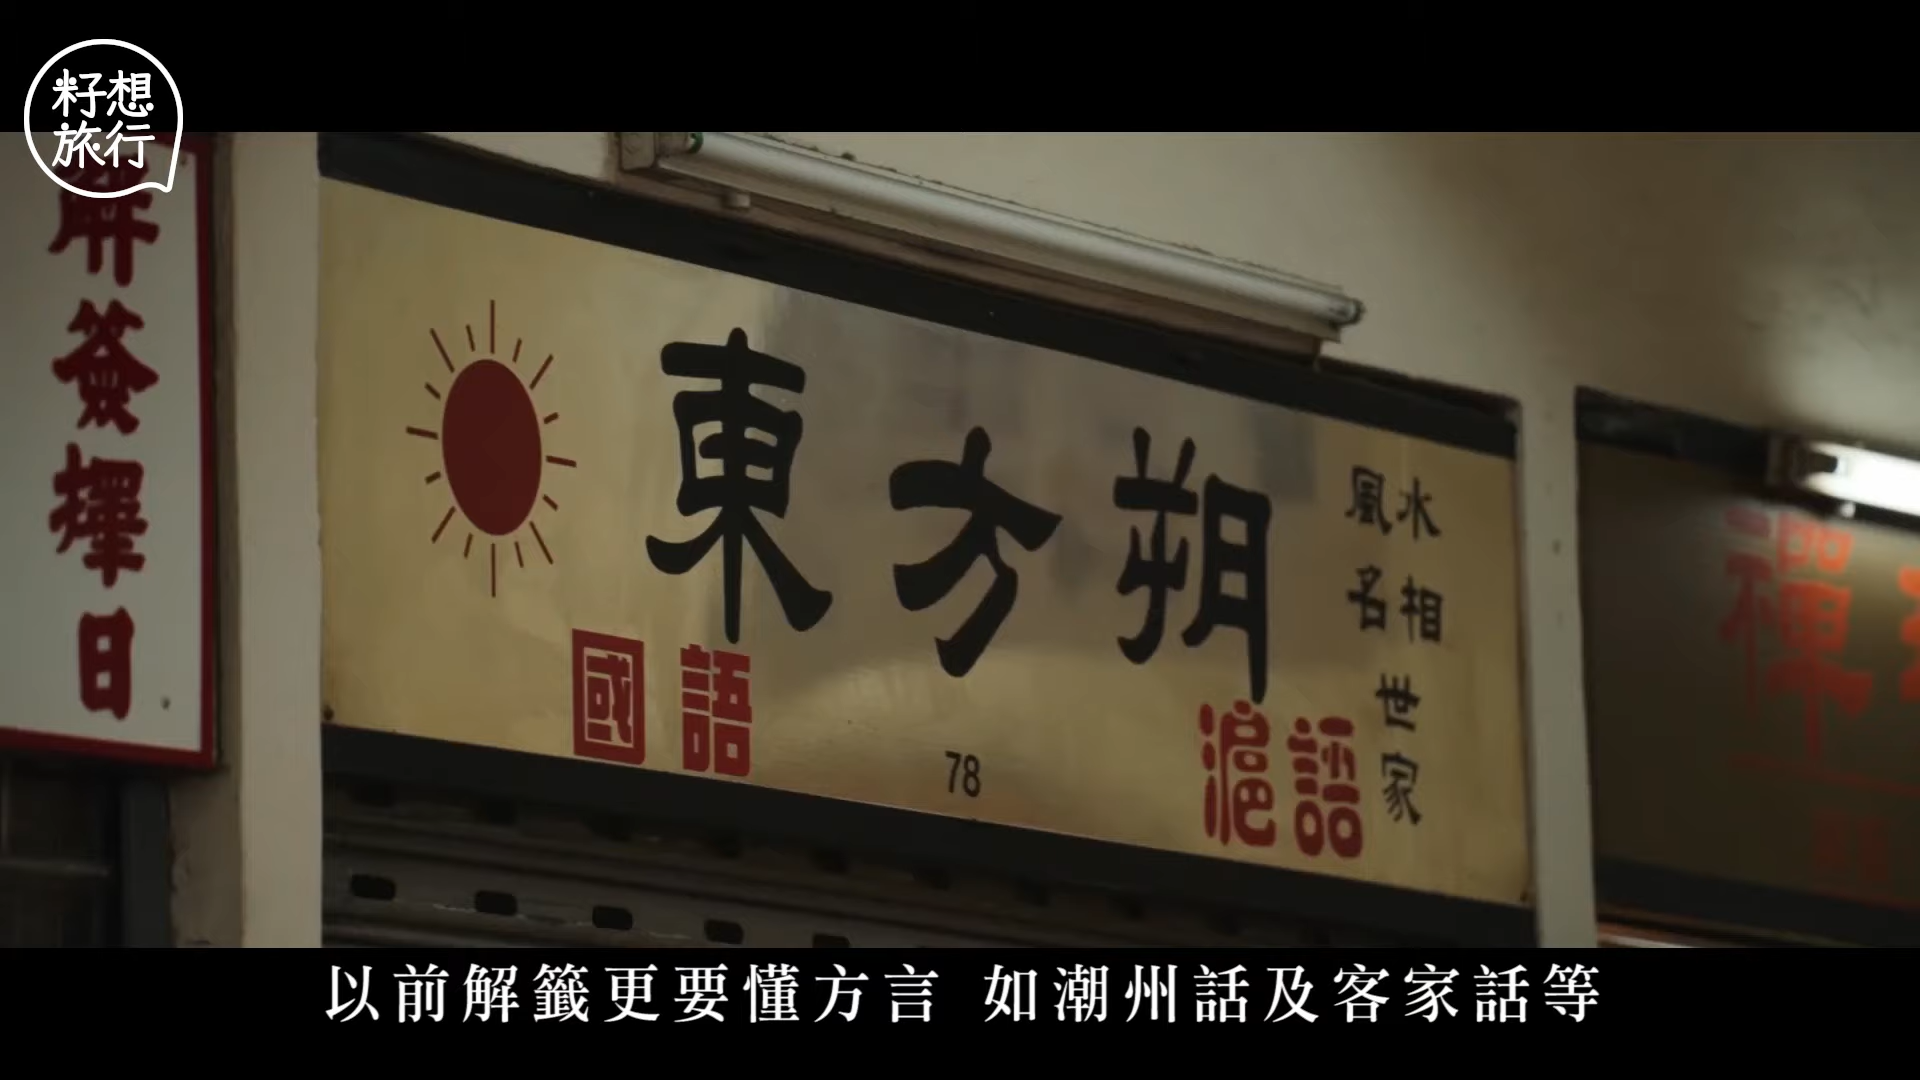 籽想
旅行
解簽擇日
東方朔
水相世家
風名
國語
78
滬語
禪
以前解籤更要懂方言 如潮州話及客家話等